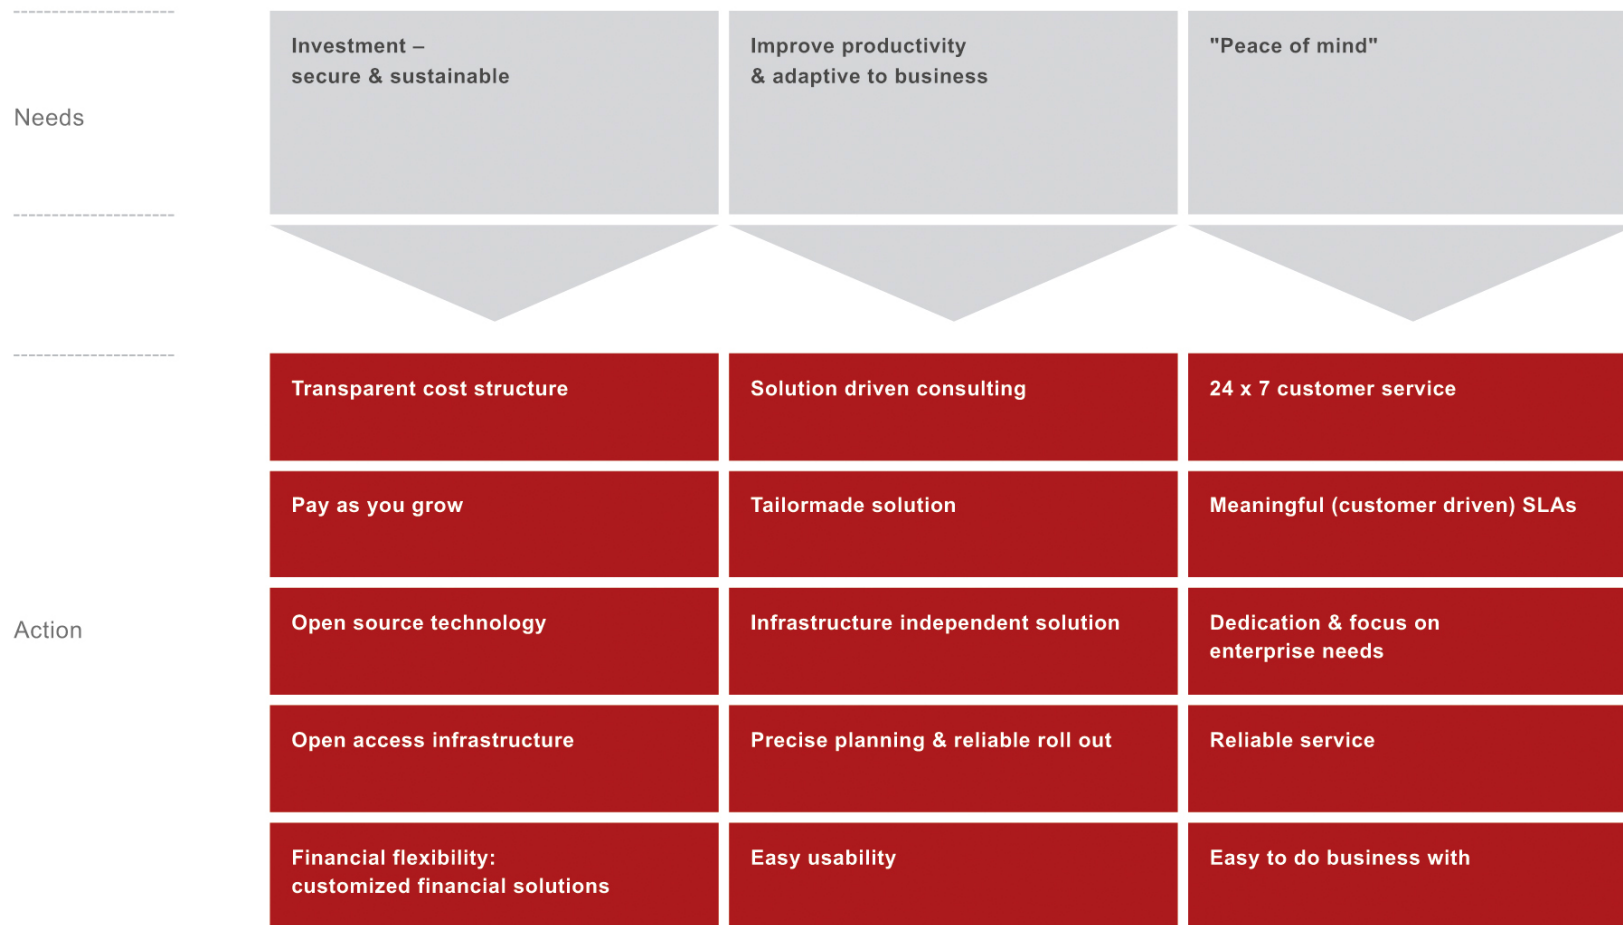 Needs
Investment –
secure & sustainable
Improve productivity
& adaptive to business
"Peace of mind"
Action
Transparent cost structure
Solution driven consulting
24 x 7 customer service
Pay as you grow
Tailormade solution
Meaningful (customer driven) SLAs
Open source technology
Infrastructure independent solution
Dedication & focus on
enterprise needs
Open access infrastructure
Precise planning & reliable roll out
Reliable service
Financial flexibility:
customized financial solutions
Easy usability
Easy to do business with